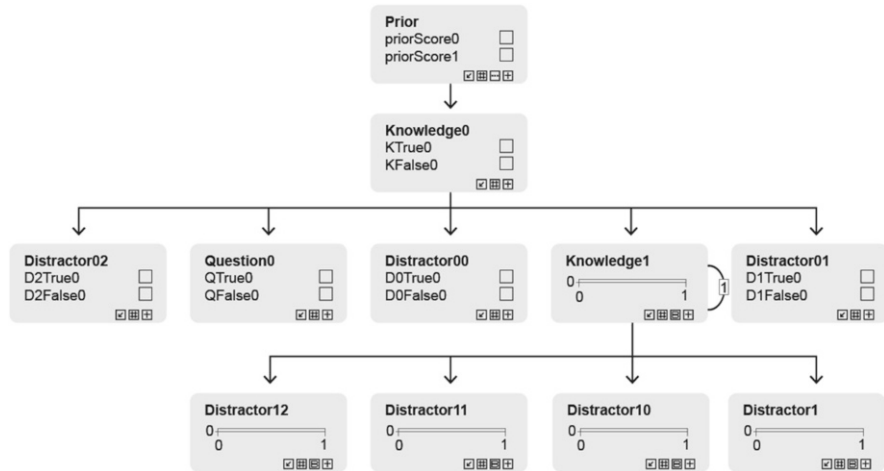 Prior
priorScore0
priorScore1
Knowledge0
KTrue0
KFalse0
Distractor02
D2True0
D2False0
Question0
QTrue0
QFalse0
Distractor00
D0True0
D0False0
Knowledge1
0
0 1
1
Distractor01
D1True0
D1False0
Distractor12
0
0 1
Distractor11
0
0 1
Distractor10
0
0 1
Distractor1
0
0 1